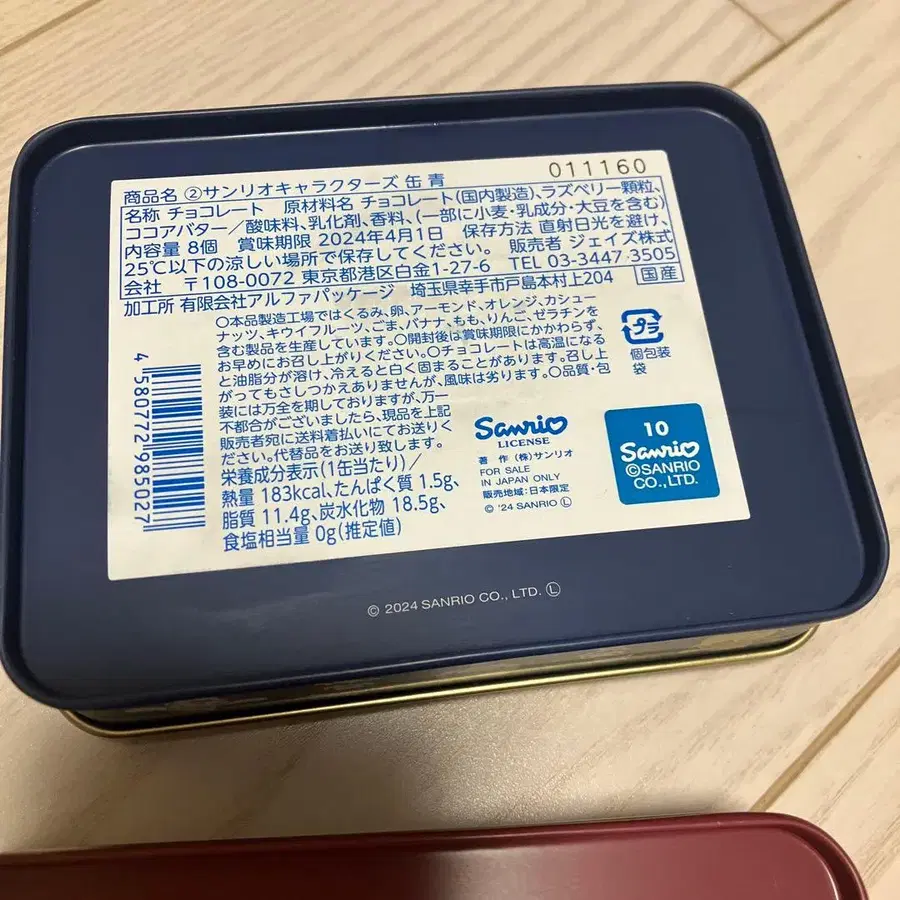 011160
商品名 ②サンリオキャラクターズ 缶 青
名称 チョコレート 原材料名 チョコレート(国内製造)、ラズベリー顆粒、
ココアバター/酸味料、乳化剤、香料、(一部に小麦・乳成分・大豆を含む)
内容量 8個 賞味期限 2024年4月1日 保存方法 直射日光を避け、
25℃以下の涼しい場所で保存してください。 販売者 ジェイズ株式
会社 〒108-0072 東京都港区白金1-27-6 TEL 03-3447-3505
加工所 有限会社アルファパッケージ 埼玉県幸手市戸島本村上204
国産
〇本品製造工場ではくるみ、卵、アーモンド、オレンジ、カシュー
ナッツ、キウイフルーツ、ごま、バナナ、もも、りんご、ゼラチンを
含む製品を生産しています。〇開封後は賞味期限にかかわらず、
お早めにお召し上がりください。〇チョコレートは高温になる
と油脂分が溶け、冷えると白く固まることがあります。召し上
がってもさしつかえありませんが、風味は劣ります。〇品質・包
装には万全を期しておりますが、万一
不都合がございましたら、現品を上記
販売者宛に送料着払いにてお送りく
ださい。代替品をお送り致します。
栄養成分表示(1缶当たり)/
熱量 183kcal、たんぱく質 1.5g、
脂質 11.4g、炭水化物 18.5g、
食塩相当量 0g(推定値)
4 580772 985027
プラ
個包装
袋
Sanrio
LICENSE
著 作 (株)サンリオ
FOR SALE
IN JAPAN ONLY
販売地域:日本限定
© '24 SANRIO Ⓛ
10
Sanrio
©SANRIO
CO.,LTD.
© 2024 SANRIO CO., LTD. Ⓛ